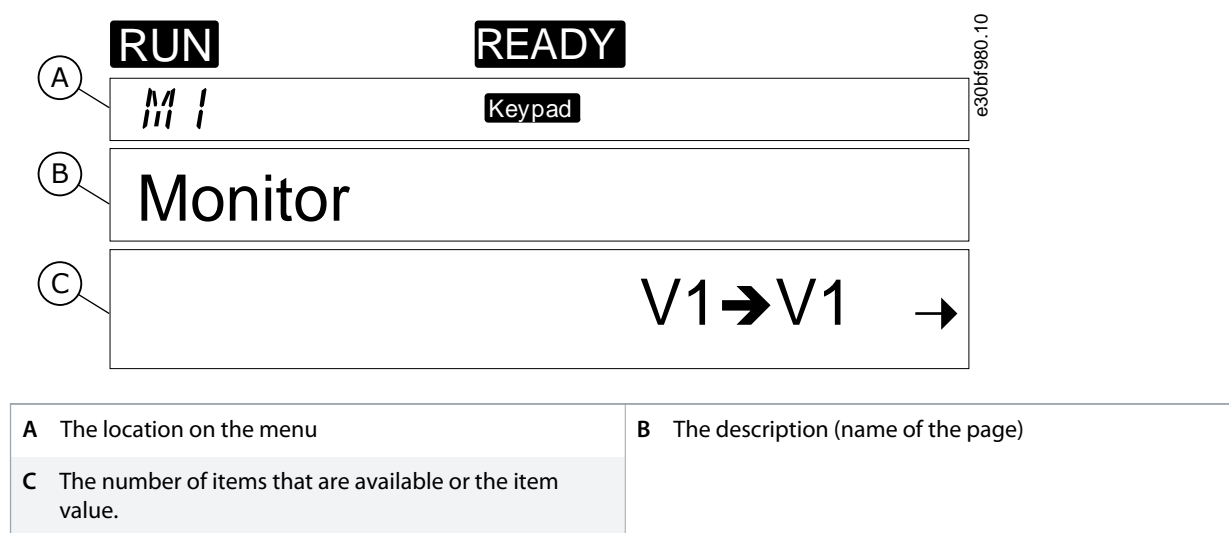 RUN READY
A
M1 Keypad
B
Monitor
C
V1➔V1 →
e30bf980.10
A The location on the menu
B The description (name of the page)
C The number of items that are available or the item
value.